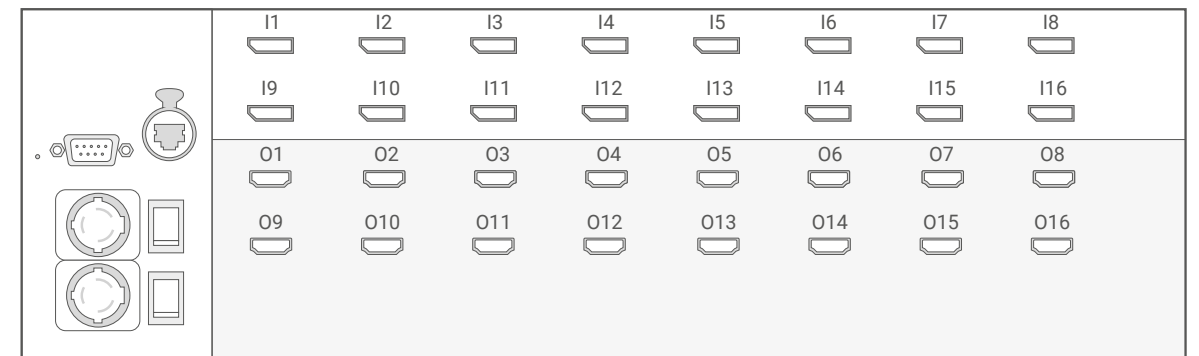 I1 I2 I3 I4 I5 I6 I7 I8
I9 I10 I11 I12 I13 I14 I15 I16
O1 O2 O3 O4 O5 O6 O7 O8
O9 O10 O11 O12 O13 O14 O15 O16